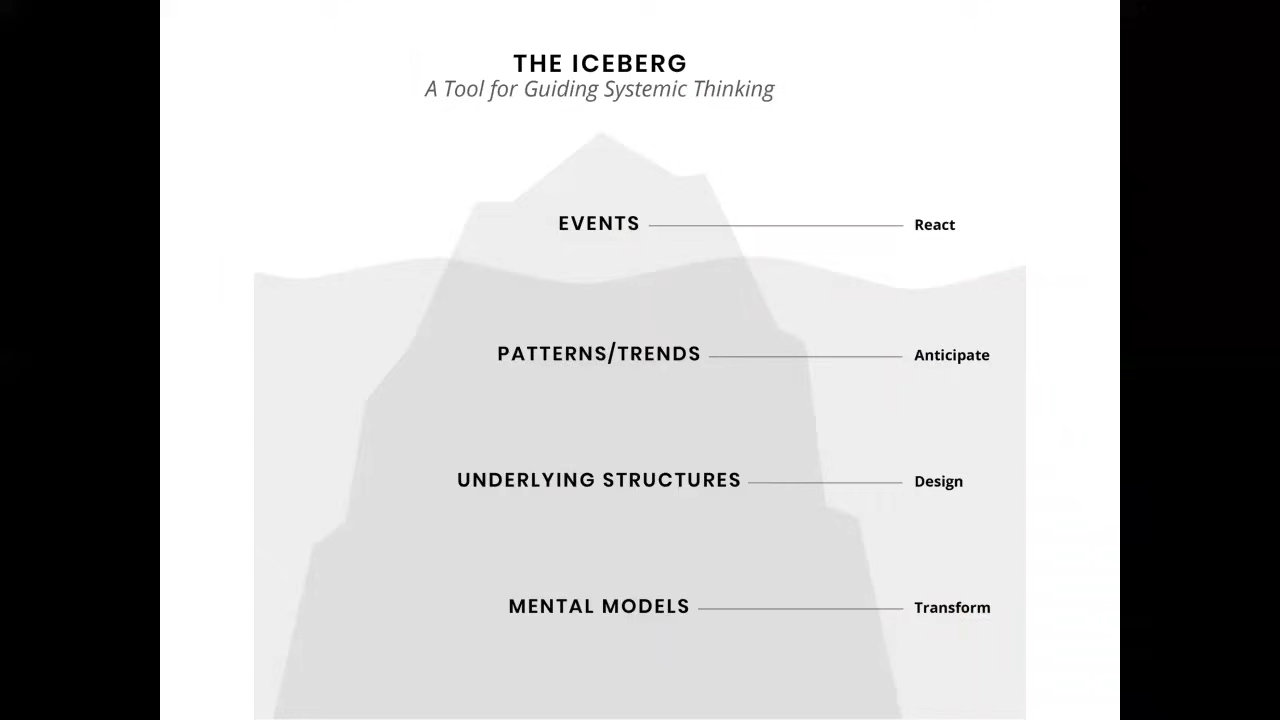 THE ICEBERG
A Tool for Guiding Systemic Thinking
EVENTS React
PATTERNS/TRENDS Anticipate
UNDERLYING STRUCTURES Design
MENTAL MODELS Transform